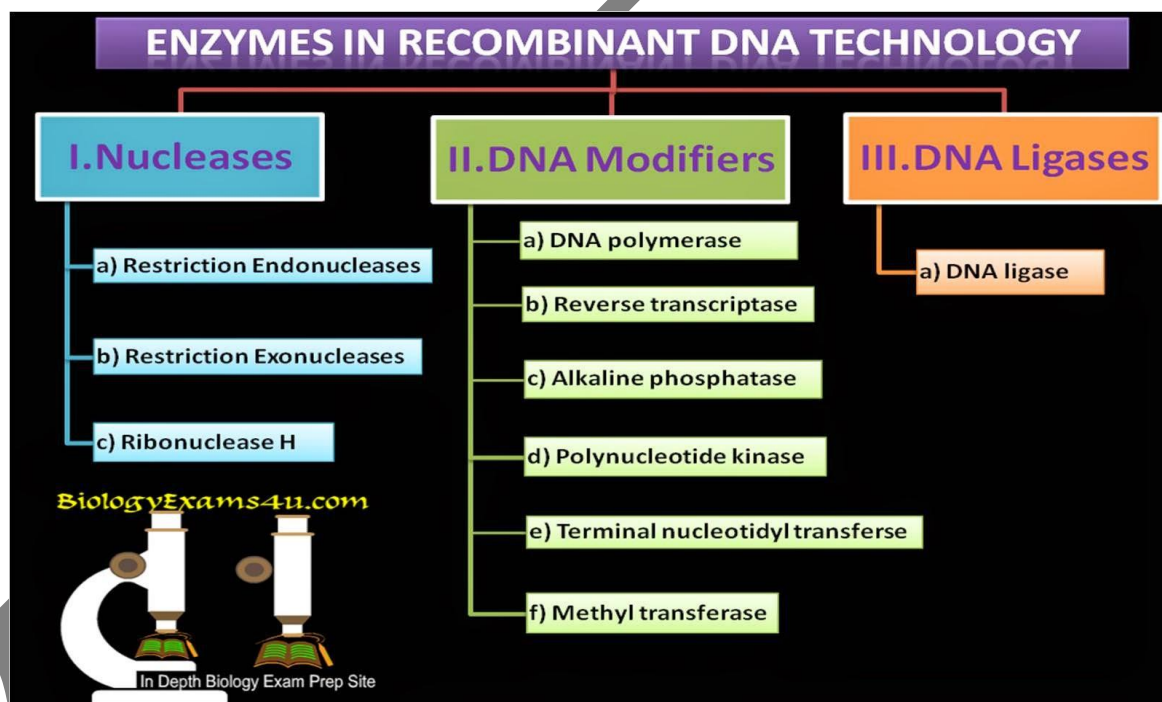 ENZYMES IN RECOMBINANT DNA TECHNOLOGY
I.Nucleases
a) Restriction Endonucleases
b) Restriction Exonucleases
c) Ribonuclease H
II.DNA Modifiers
a) DNA polymerase
b) Reverse transcriptase
c) Alkaline phosphatase
d) Polynucleotide kinase
e) Terminal nucleotidyl transferse
f) Methyl transferase
III.DNA Ligases
a) DNA ligase
BiologyExams4u.com
In Depth Biology Exam Prep Site